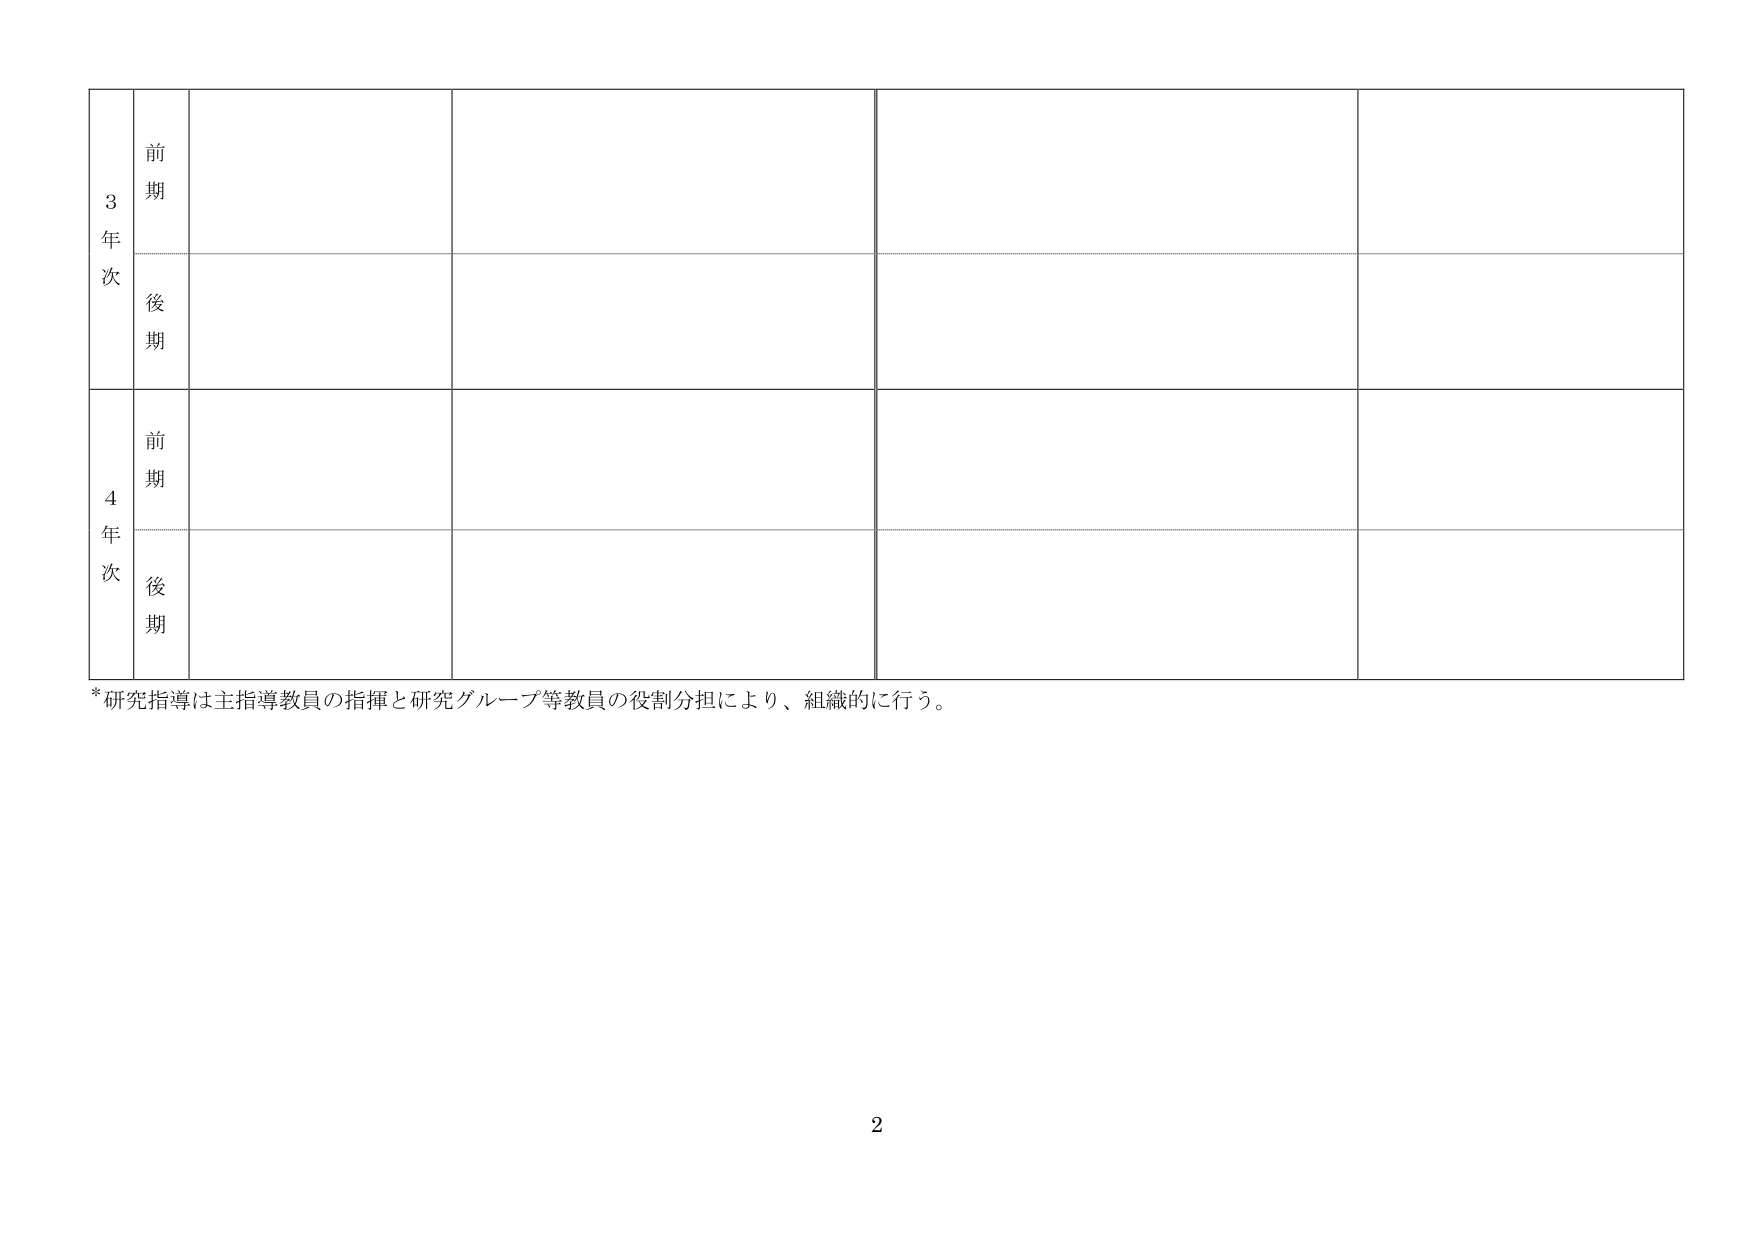 3年次
前期
後期
4年次
前期
後期
*研究指導は主指導教員の指揮と研究グループ等教員の役割分担により、組織的に行う。
2